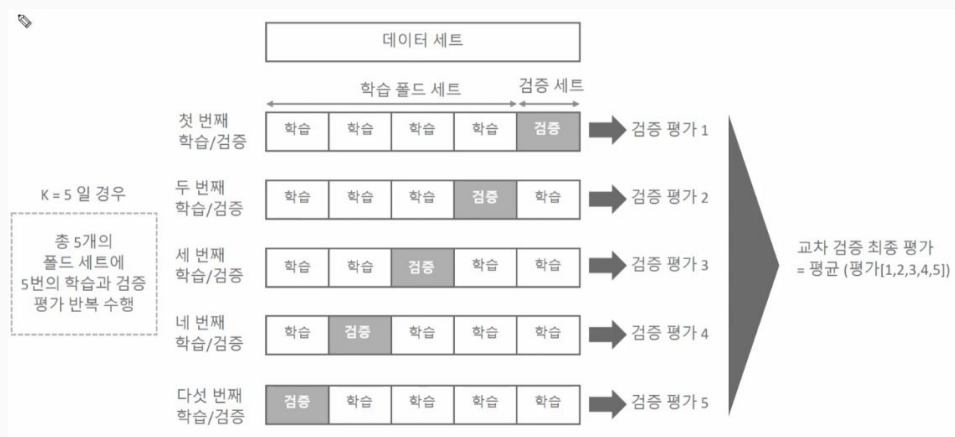 데이터 세트
학습 폴드 세트
검증 세트
첫 번째
학습/검증
학습 학습 학습 학습 검증
검증 평가 1
K = 5 일 경우
총 5개의
폴드 세트에
5번의 학습과 검증
평가 반복 수행
두 번째
학습/검증
학습 학습 학습 검증 학습
검증 평가 2
세 번째
학습/검증
학습 학습 검증 학습 학습
검증 평가 3
네 번째
학습/검증
학습 검증 학습 학습 학습
검증 평가 4
다섯 번째
학습/검증
검증 학습 학습 학습 학습
검증 평가 5
교차 검증 최종 평가
= 평균 (평가[1,2,3,4,5])